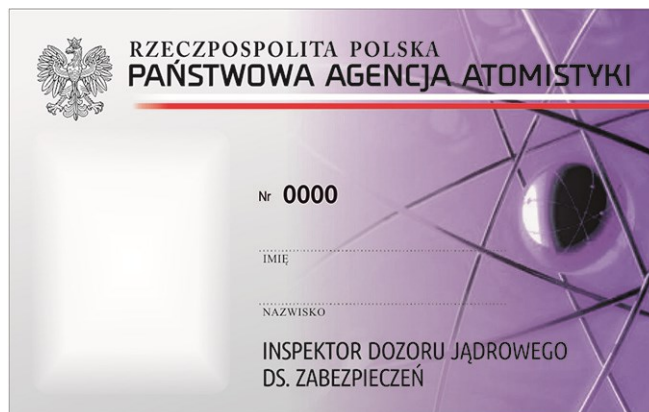 RZECZPOSPOLITA POLSKA
PAŃSTWOWA AGENCJA ATOMISTYKI
Nr 0000
IMIĘ
NAZWISKO
INSPEKTOR DOZORU JĄDROWEGO
DS. ZABEZPIECZEŃ